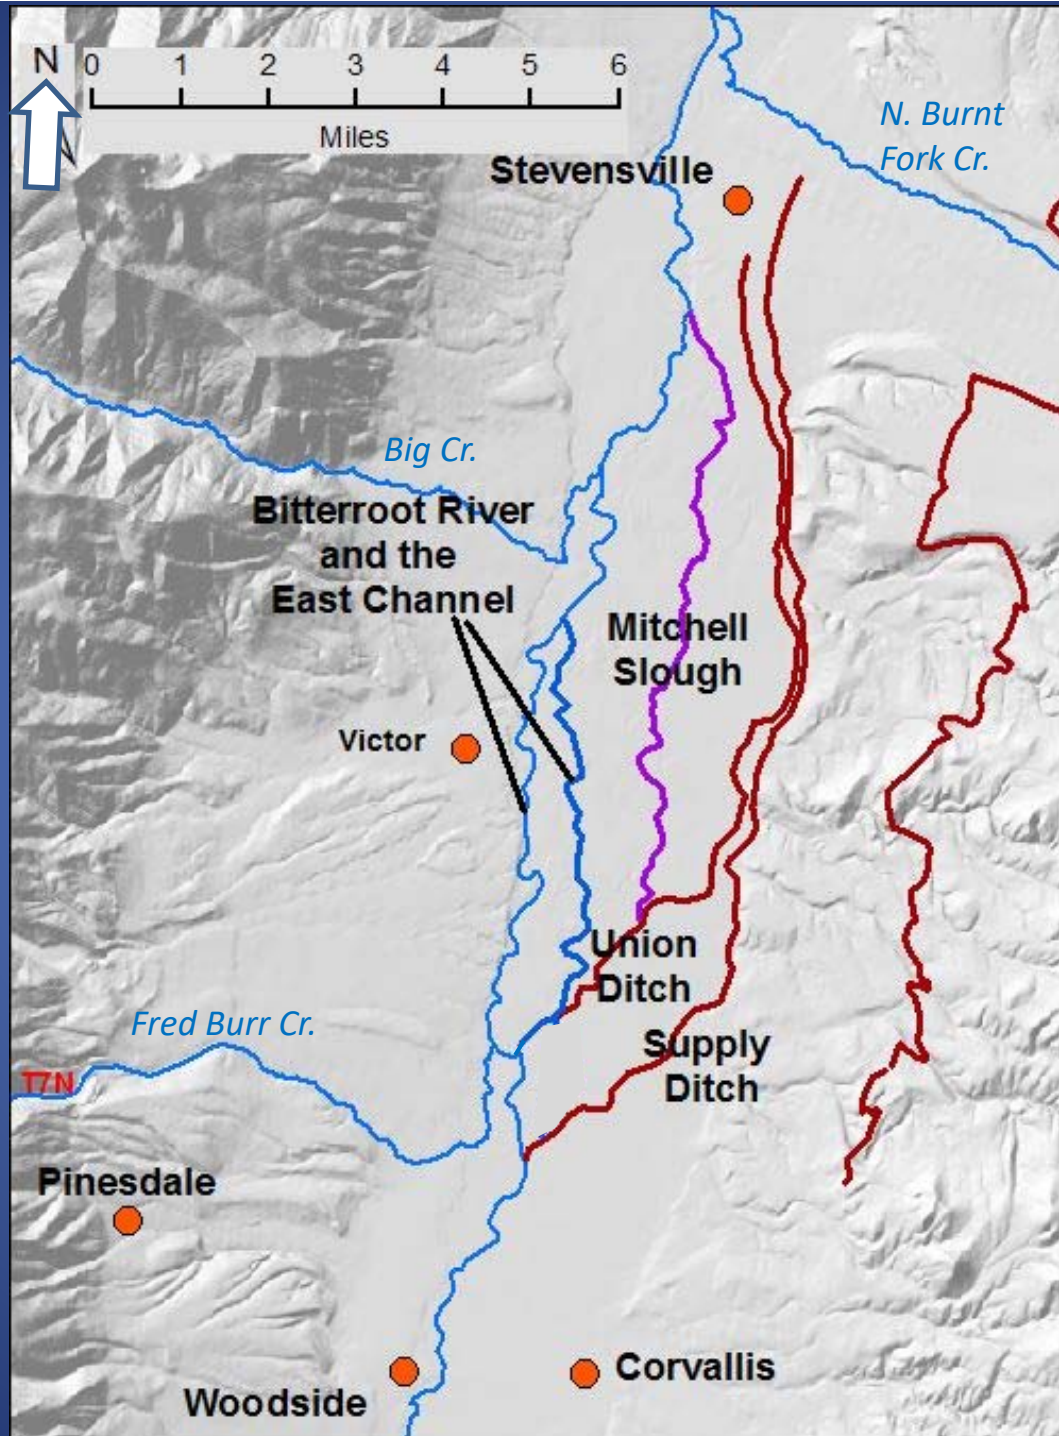 N 0 1 2 3 4 5 6
Miles
N. Burnt
Fork Cr.
Stevensville
Big Cr.
Bitterroot River
and the
East Channel
Mitchell
Slough
Victor
Union
Ditch
Fred Burr Cr.
Supply
Ditch
T7N
Pinesdale
Corvallis
Woodside